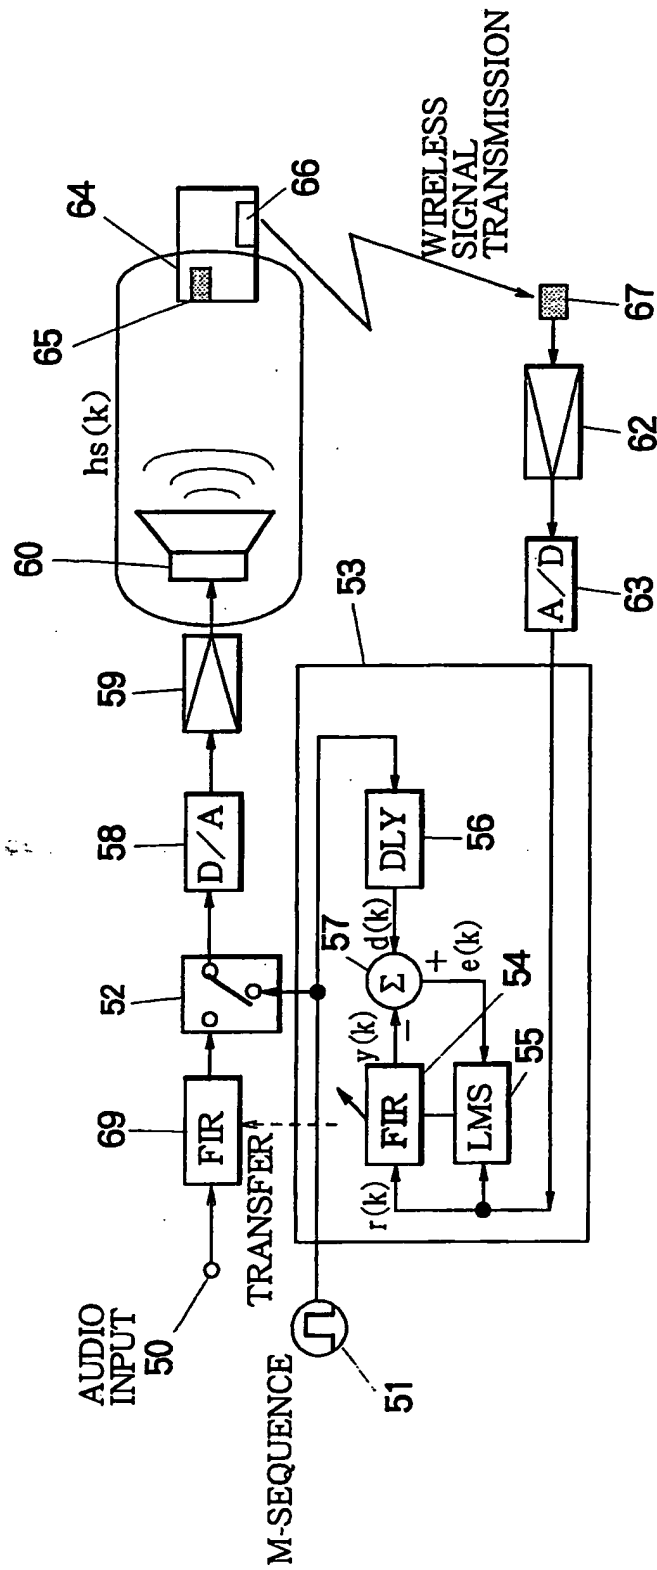 AUDIO
INPUT
50
69
FIR
TRANSFER
52
58
D/A
59
60
hs(k)
64
65
66
WIRELESS
SIGNAL
TRANSMISSION
M-SEQUENCE
51
53
DLY
56
57
d(k)
Σ
y(k)
+
−
e(k)
54
r(k)
FIR
LMS
55
A/D
63
62
67